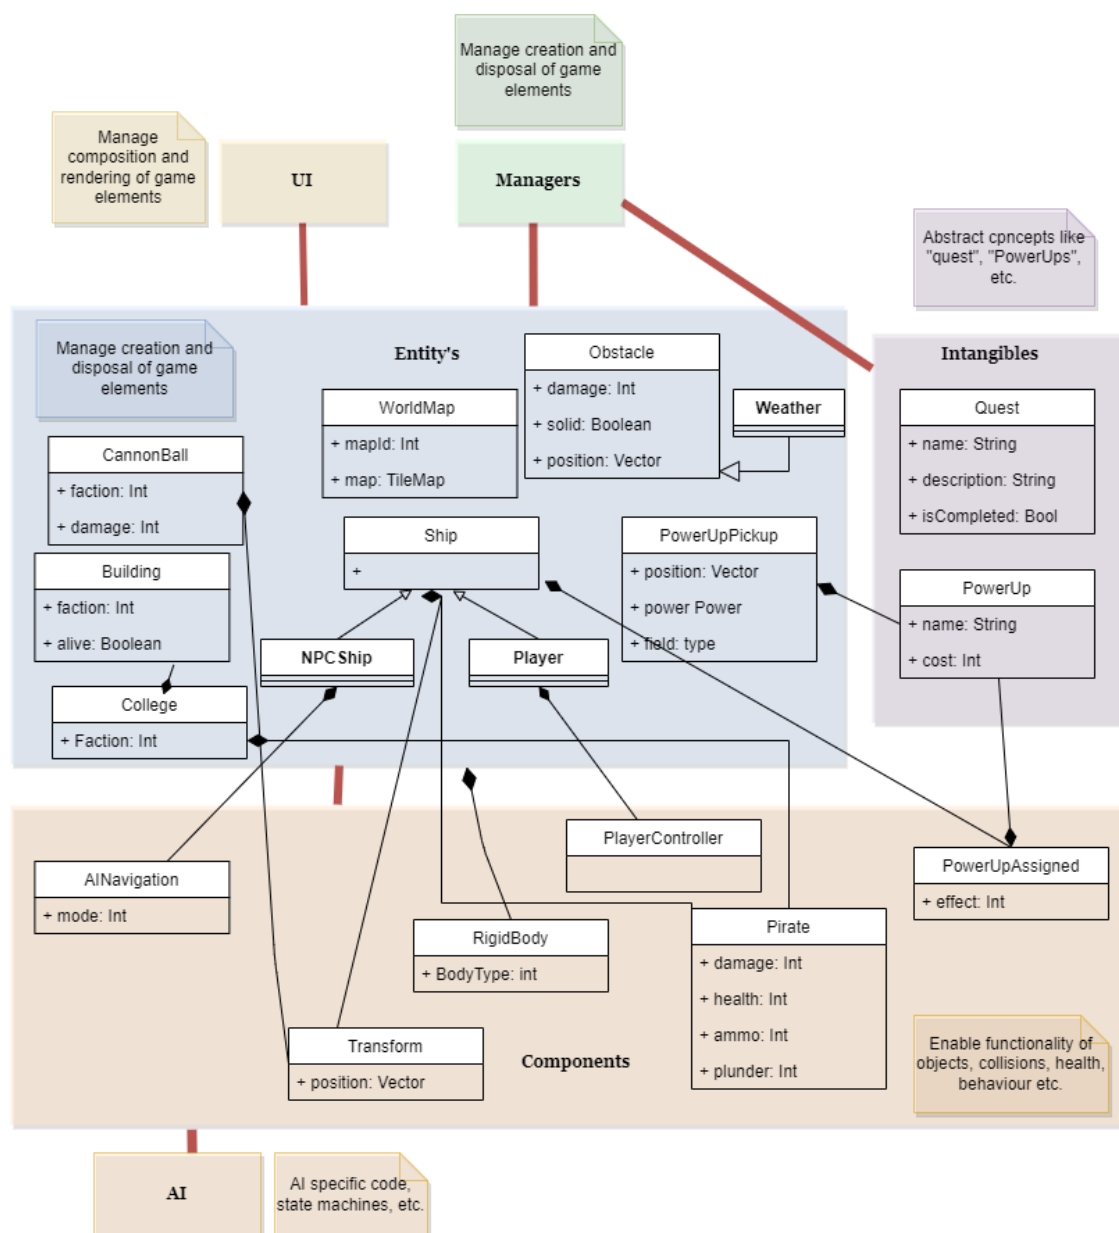 Manage creation and
disposal of game
elements
Manage
composition and
rendering of game
elements
UI
Managers
Abstract cpncepts like
"quest", "PowerUps",
etc.
Manage creation and
disposal of game
elements
Entity's
Obstacle
+ damage: Int
+ solid: Boolean
+ position: Vector
Weather
WorldMap
+ mapId: Int
+ map: TileMap
Intangibles
Quest
+ name: String
+ description: String
+ isCompleted: Bool
CannonBall
+ faction: Int
+ damage: Int
Ship
+
PowerUpPickup
+ position: Vector
+ power Power
+ field: type
Building
+ faction: Int
+ alive: Boolean
PowerUp
+ name: String
+ cost: Int
NPCShip
Player
College
+ Faction: Int
PlayerController
AINavigation
+ mode: Int
PowerUpAssigned
+ effect: Int
RigidBody
+ BodyType: int
Pirate
+ damage: Int
+ health: Int
+ ammo: Int
+ plunder: Int
Transform
+ position: Vector
Components
Enable functionality of
objects, collisions, health,
behaviour etc.
AI
AI specific code,
state machines, etc.